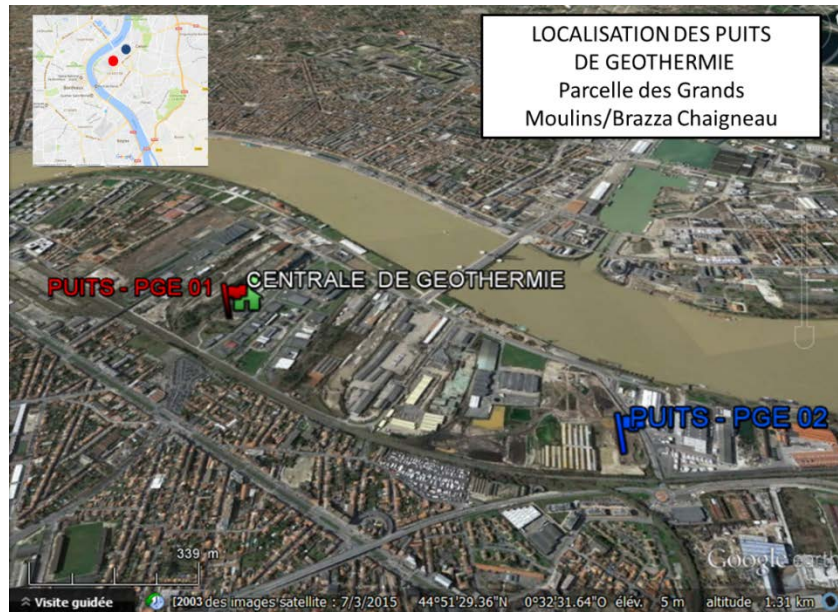 LOCALISATION DES PUITS
DE GEOTHERMIE
Parcelle des Grands
Moulins/Brazza Chaigneau
PUITS - PGE 01
CENTRALE DE GEOTHERMIE
PUITS - PGE 02
339 m
Google earth
Visite guidée
[2003 des images satellite : 7/3/2015 44°51'29.36"N 0°32'31.64"O élév. 5 m altitude 1.31 km